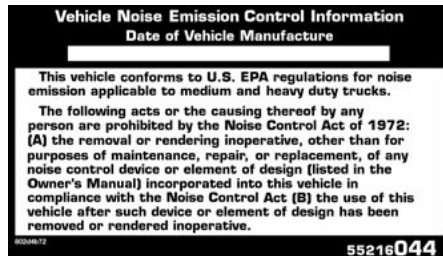 Vehicle Noise Emission Control Information
Date of Vehicle Manufacture
This vehicle conforms to U.S. EPA regulations for noise
emission applicable to medium and heavy duty trucks.
The following acts or the causing thereof by any
person are prohibited by the Noise Control Act of 1972:
(A) the removal or rendering inoperative, other than for
purposes of maintenance, repair, or replacement, of any
noise control device or element of design (listed in the
Owner's Manual) incorporated into this vehicle in
compliance with the Noise Control Act (B) the use of this
vehicle after such device or element of design has been
removed or rendered inoperative.
802d4b72
55216044